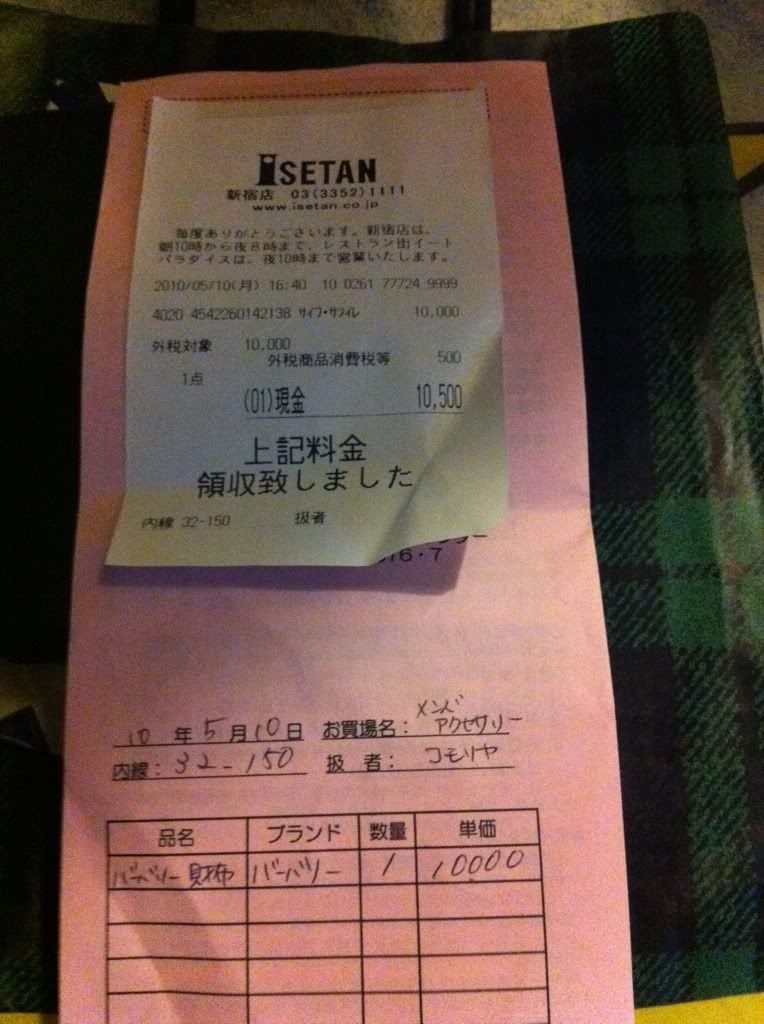 ISETAN
新宿店 03(3352)1111
www.isetan.co.jp
毎度ありがとうございます。新宿店は、
朝10時から夜8時まで、レストラン街イート
パラダイスは、夜10時まで営業いたします。
2010/05/10(月) 16:40 10 0261 77724 9999
4020 4542260142138 サイフ・サツイレ 10,000
外税対象 10,000
外税商品消費税等 500
1点
(01)現金 10,500
上記料金
領収致しました
内線 32-150 扱者
6・7
10 年 5 月 10 日 お買場名: メンズ アクセサリー
内線: 32-150 扱 者: コモリヤ
品名 ブランド 数量 単価
バーバリー財布 バーバリー 1 10000